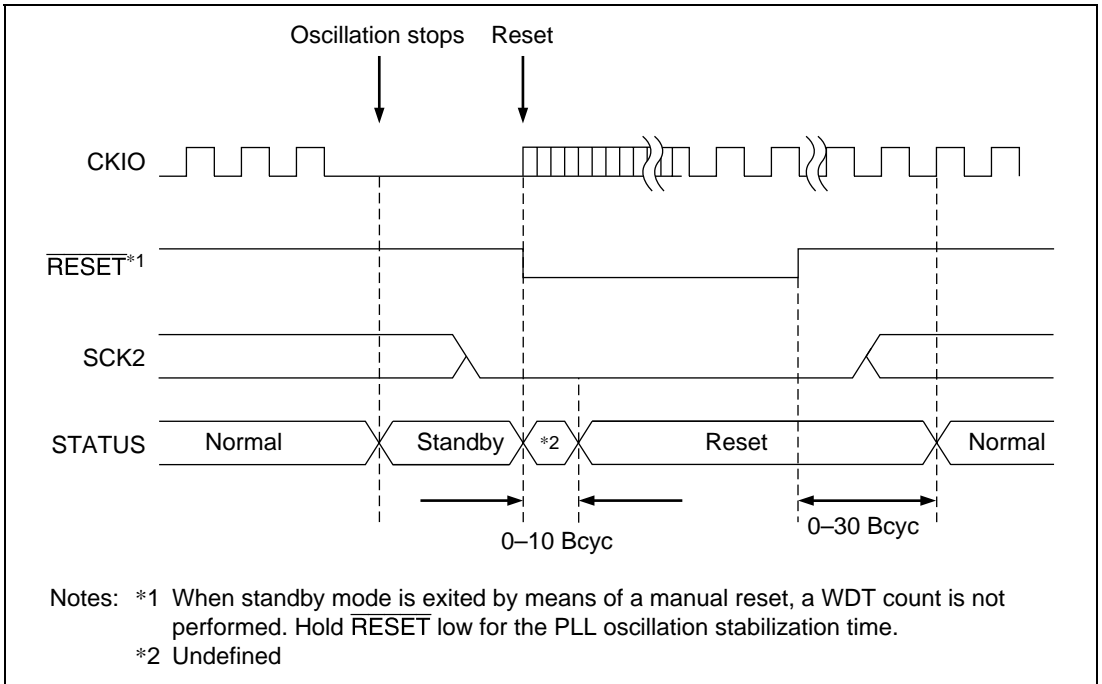 Oscillation stops Reset
CKIO
RESET*1
SCK2
STATUS Normal Standby *2 Reset Normal
0–10 Bcyc 0–30 Bcyc
Notes: *1 When standby mode is exited by means of a manual reset, a WDT count is not
performed. Hold RESET low for the PLL oscillation stabilization time.
*2 Undefined